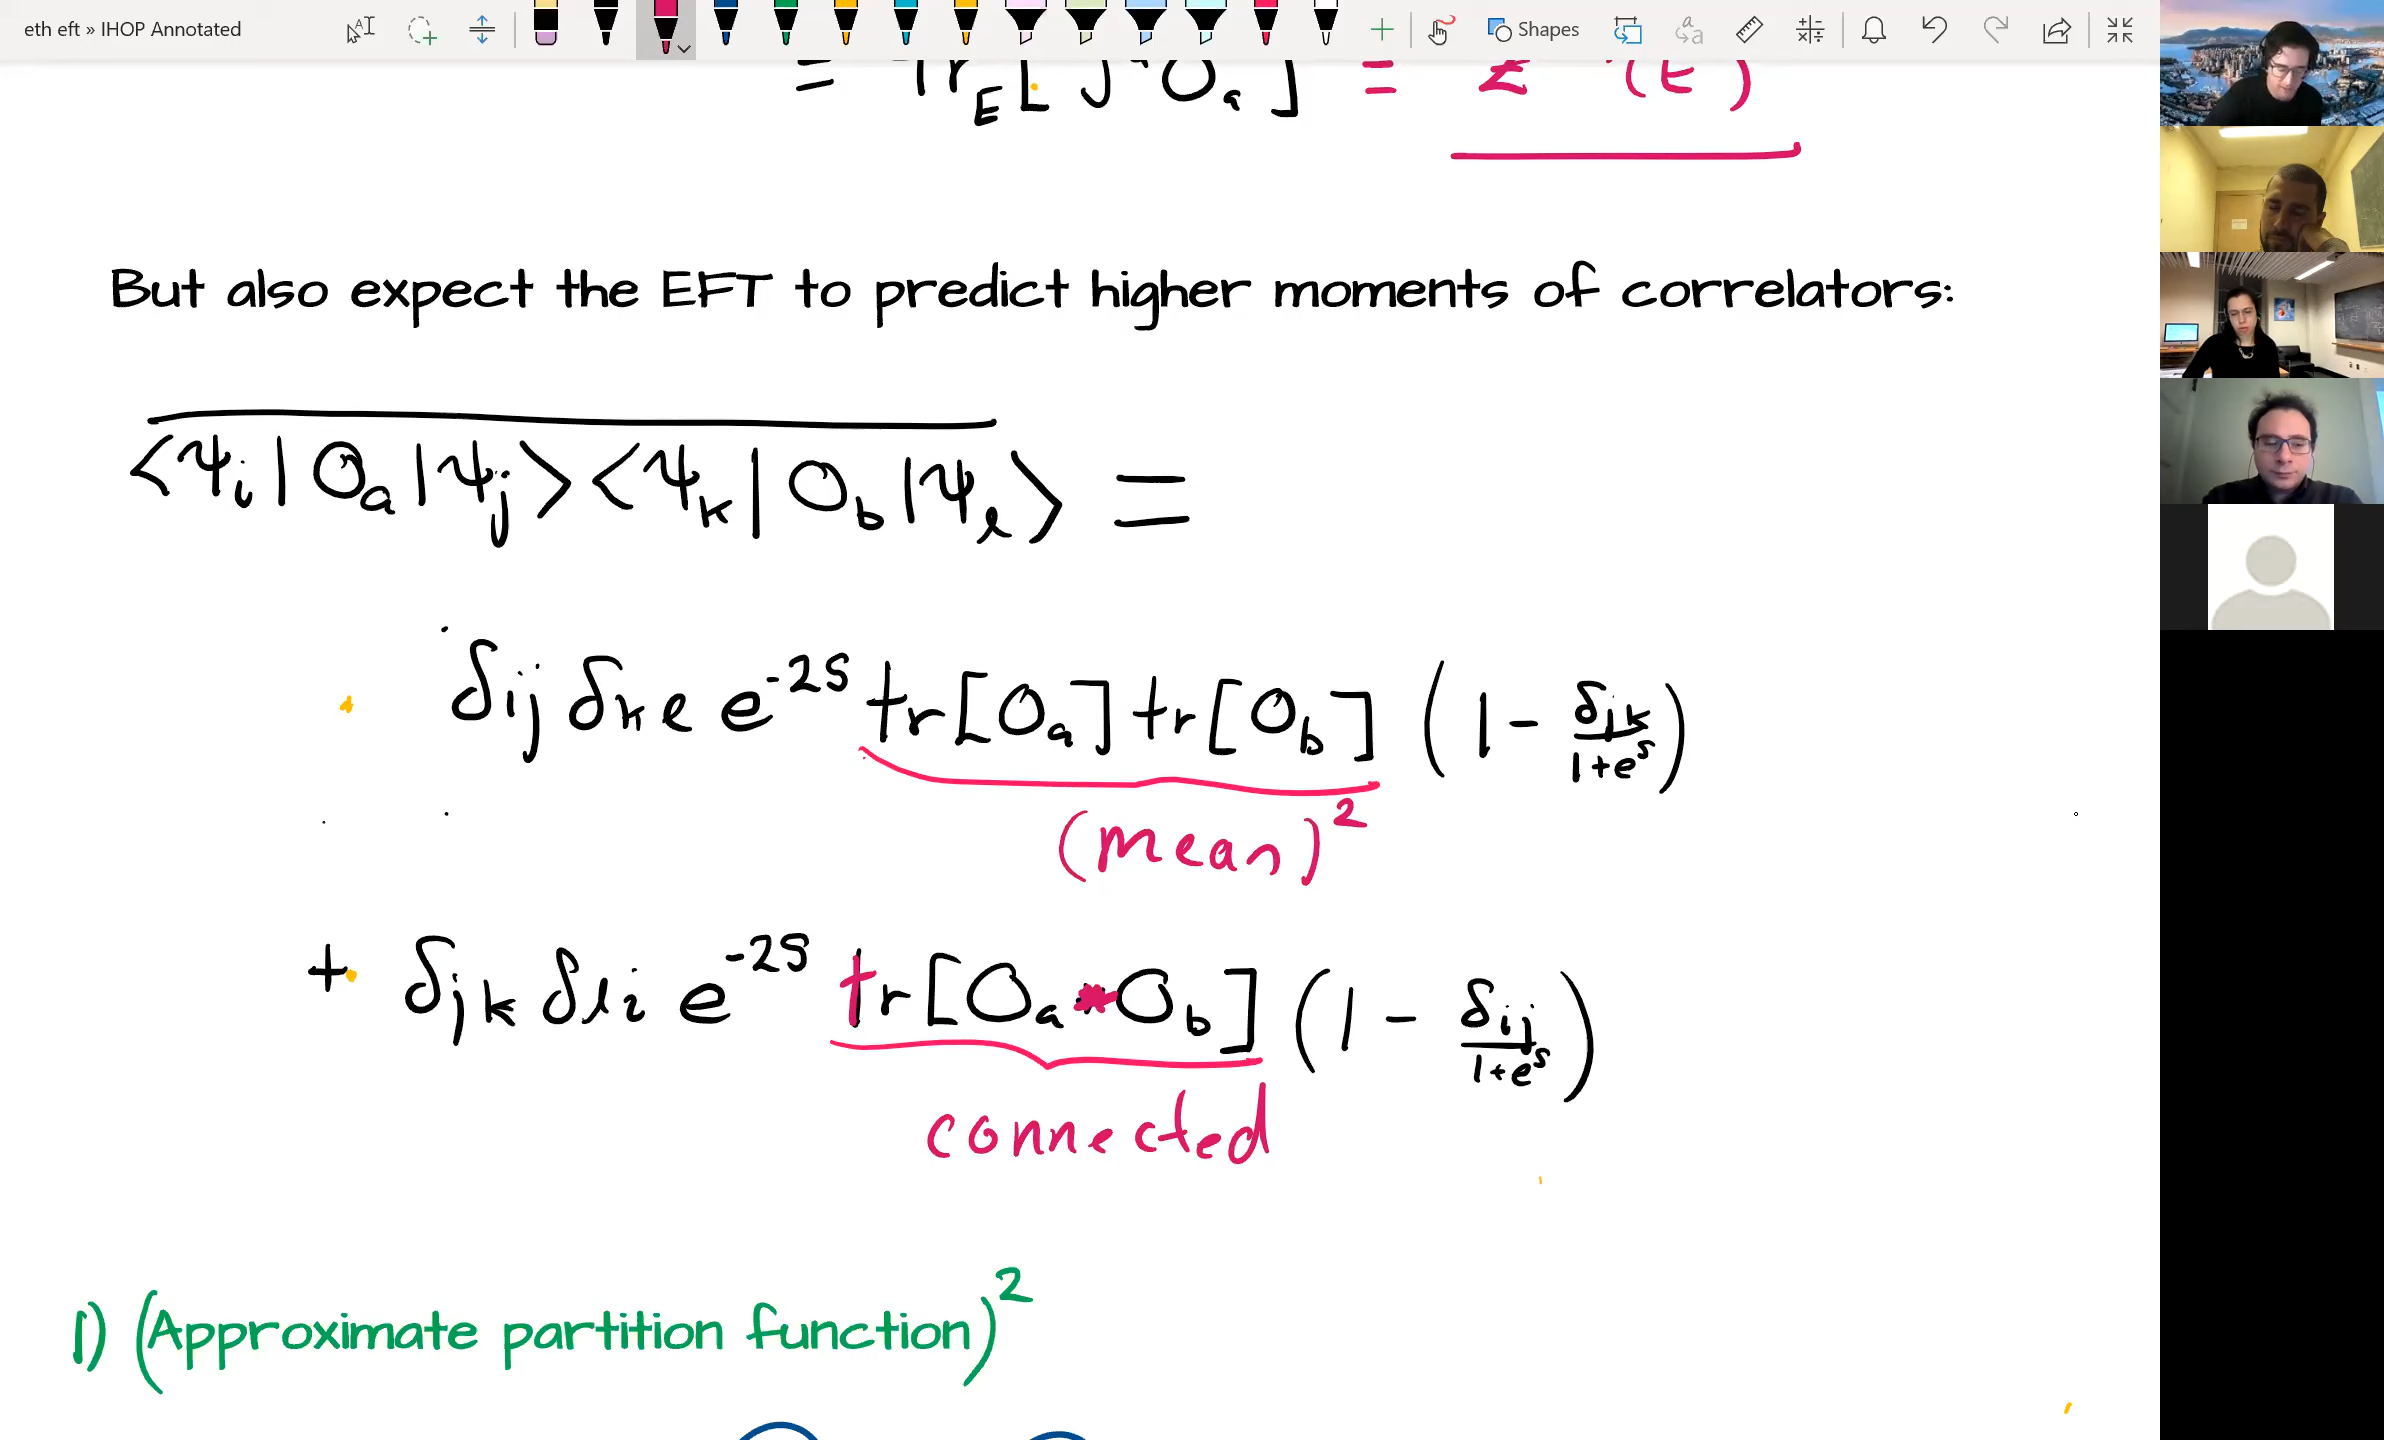 eth eft » IHOP Annotated
Shapes
= Tr_E [ J^a O_a ] =
But also expect the EFT to predict higher moments of correlators:
<ψ_i|O_a|ψ_j><ψ_k|O_b|ψ_l> =
δ_ij δ_kl e^-2S tr[O_a] tr[O_b] (1 - δ_jk/(1+e^S))
(mean)^2
+ δ_jk δ_li e^-2S tr[O_a * O_b] (1 - δ_ij/(1+e^S))
connected
1) (Approximate partition function)^2